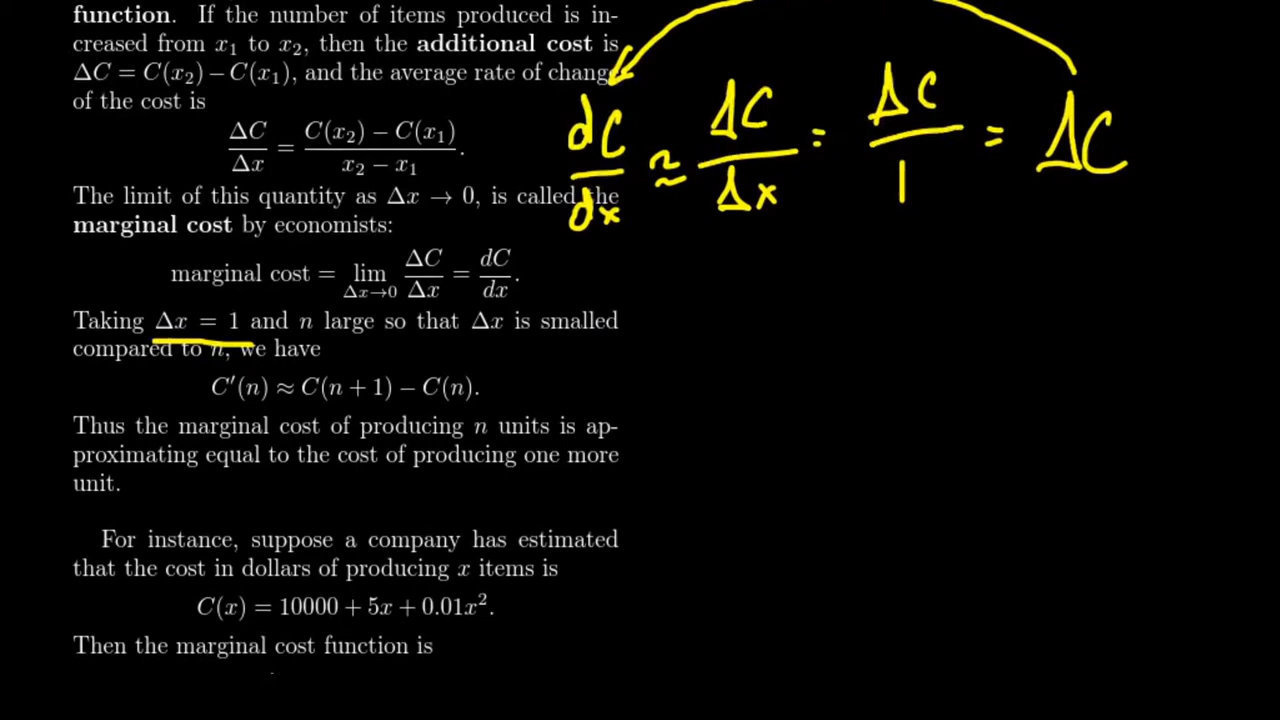 function. If the number of items produced is in-
creased from x₁ to x₂, then the additional cost is
ΔC = C(x₂) − C(x₁), and the average rate of change
of the cost is
ΔC/Δx = (C(x₂) − C(x₁))/(x₂ − x₁).
dC/dx ≈ ΔC/Δx = ΔC/1 = ΔC
The limit of this quantity as Δx → 0, is called the
marginal cost by economists:
marginal cost = lim Δx→0 ΔC/Δx = dC/dx.
Taking Δx = 1 and n large so that Δx is smalled
compared to n, we have
C′(n) ≈ C(n + 1) − C(n).
Thus the marginal cost of producing n units is ap-
proximating equal to the cost of producing one more
unit.
For instance, suppose a company has estimated
that the cost in dollars of producing x items is
C(x) = 10000 + 5x + 0.01x².
Then the marginal cost function is